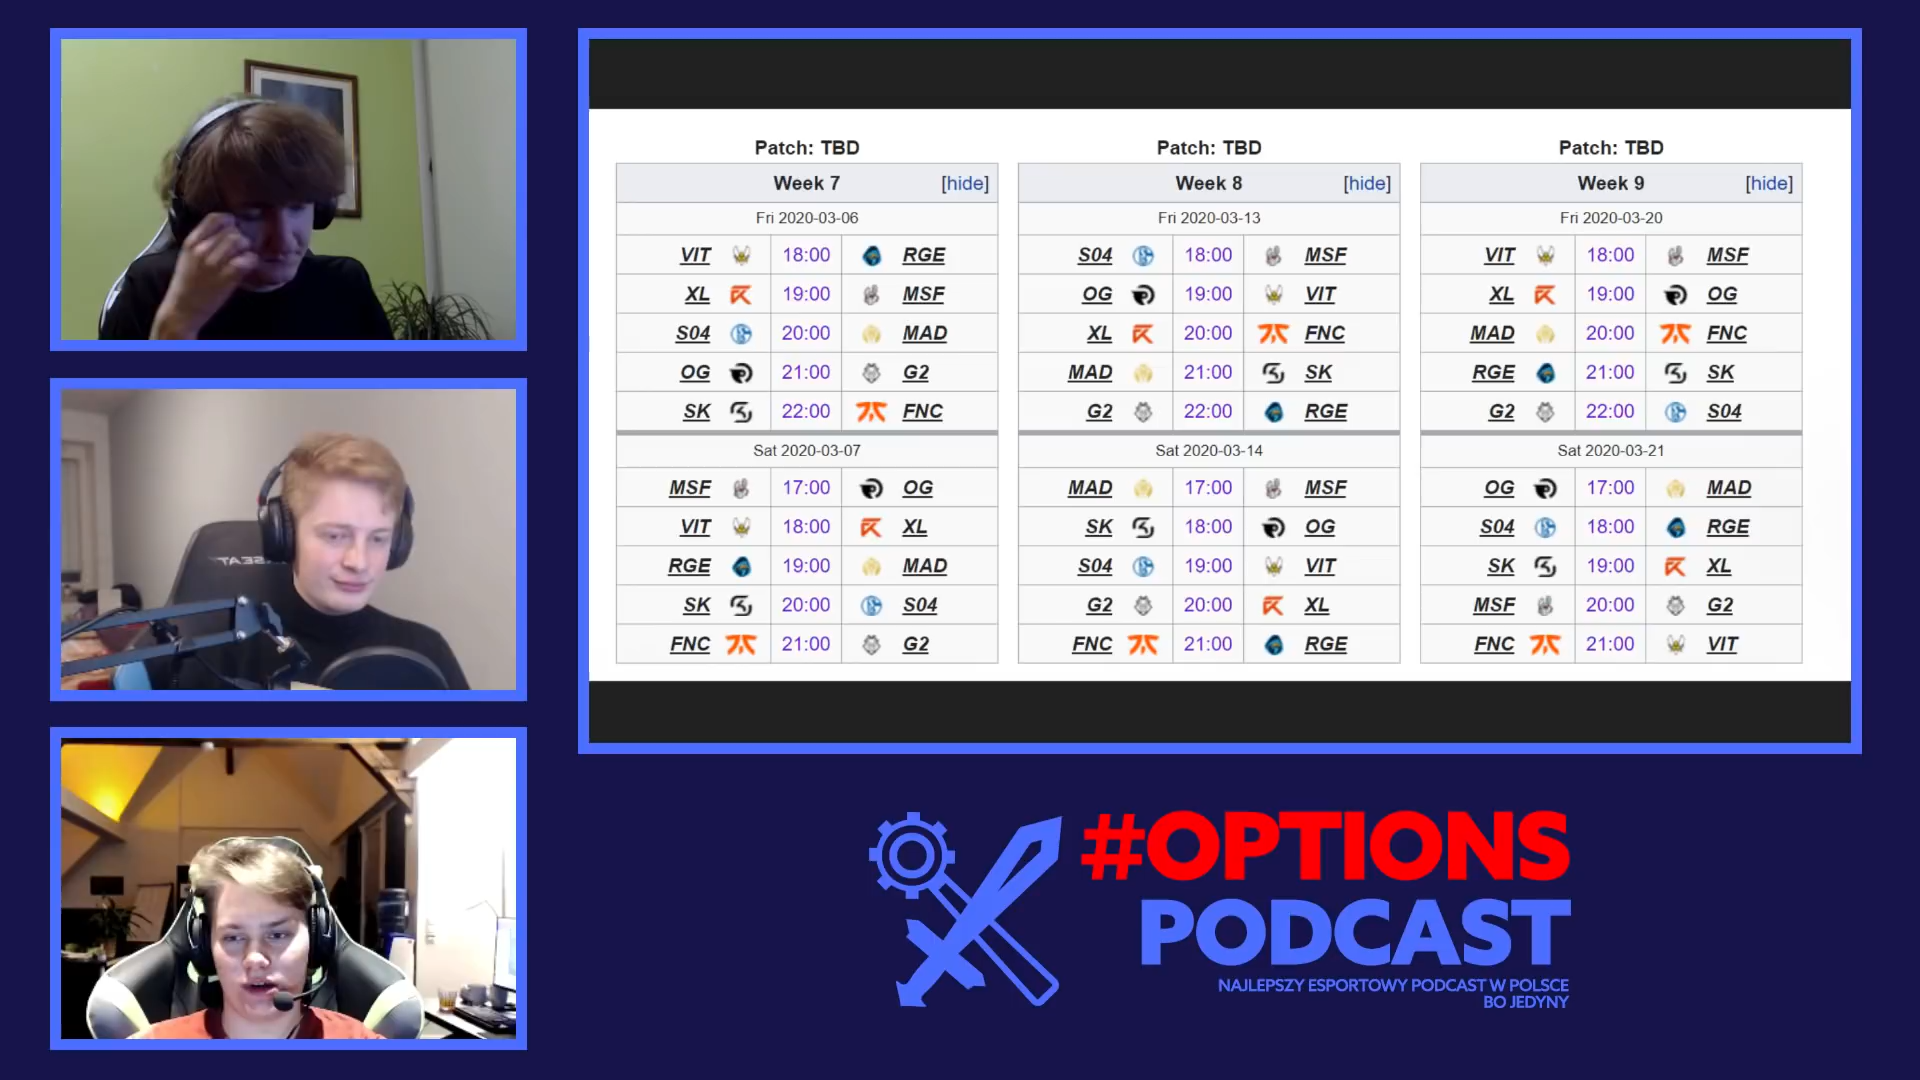 Patch: TBD
Week 7 [hide]
Fri 2020-03-06
VIT 18:00 RGE
XL 19:00 MSF
S04 20:00 MAD
OG 21:00 G2
SK 22:00 FNC
Sat 2020-03-07
MSF 17:00 OG
VIT 18:00 XL
RGE 19:00 MAD
SK 20:00 S04
FNC 21:00 G2
Patch: TBD
Week 8 [hide]
Fri 2020-03-13
S04 18:00 MSF
OG 19:00 VIT
XL 20:00 FNC
MAD 21:00 SK
G2 22:00 RGE
Sat 2020-03-14
MAD 17:00 MSF
SK 18:00 OG
S04 19:00 VIT
G2 20:00 XL
FNC 21:00 RGE
Patch: TBD
Week 9 [hide]
Fri 2020-03-20
VIT 18:00 MSF
XL 19:00 OG
MAD 20:00 FNC
RGE 21:00 SK
G2 22:00 S04
Sat 2020-03-21
OG 17:00 MAD
S04 18:00 RGE
SK 19:00 XL
MSF 20:00 G2
FNC 21:00 VIT
#OPTIONS
PODCAST
NAJLEPSZY ESPORTOWY PODCAST W POLSCE
BO JEDYNY